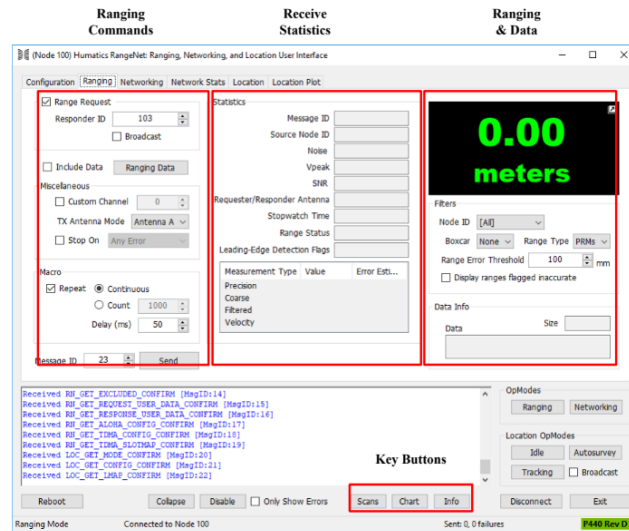 Ranging Commands
Receive Statistics
Ranging & Data
(Node 100) Humatics RangeNet: Ranging, Networking, and Location User Interface
Configuration Ranging Networking Network Stats Location Location Plot
Range Request
Responder ID 103
Broadcast
Include Data Ranging Data
Miscellaneous
Custom Channel 0
TX Antenna Mode Antenna A
Stop On Any Error
Macro
Repeat Continuous
Count 1000
Delay (ms) 50
Message ID 23 Send
Statistics
Message ID
Source Node ID
Noise
Vpeak
SNR
Requester/Responder Antenna
Stopwatch Time
Range Status
Leading-Edge Detection Flags
Measurement Type Value Error Esti...
Precision
Coarse
Filtered
Velocity
0.00
meters
Filters
Node ID [All]
Boxcar None Range Type PRMs
Range Error Threshold 100 mm
Display ranges flagged inaccurate
Data Info
Size
Data
Received RN_GET_EXCLUDED_CONFIRM [MsgID:14]
Received RN_GET_REQUEST_USER_DATA_CONFIRM [MsgID:15]
Received RN_GET_RESPONSE_USER_DATA_CONFIRM [MsgID:16]
Received RN_GET_ALOHA_CONFIG_CONFIRM [MsgID:17]
Received RN_GET_TDMA_CONFIG_CONFIRM [MsgID:18]
Received RN_GET_TDMA_SLOTMAP_CONFIRM [MsgID:19]
Received LOC_GET_MODE_CONFIRM [MsgID:20]
Received LOC_GET_CONFIG_CONFIRM [MsgID:21]
Received LOC_GET_LMAP_CONFIRM [MsgID:22]
Key Buttons
OpModes
Ranging Networking
Location OpModes
Idle Autosurvey
Tracking Broadcast
Reboot Collapse Disable Only Show Errors Scans Chart Info Disconnect Exit
Ranging Mode Connected to Node 100 Sent: 0, 0 failures P440 Rev D